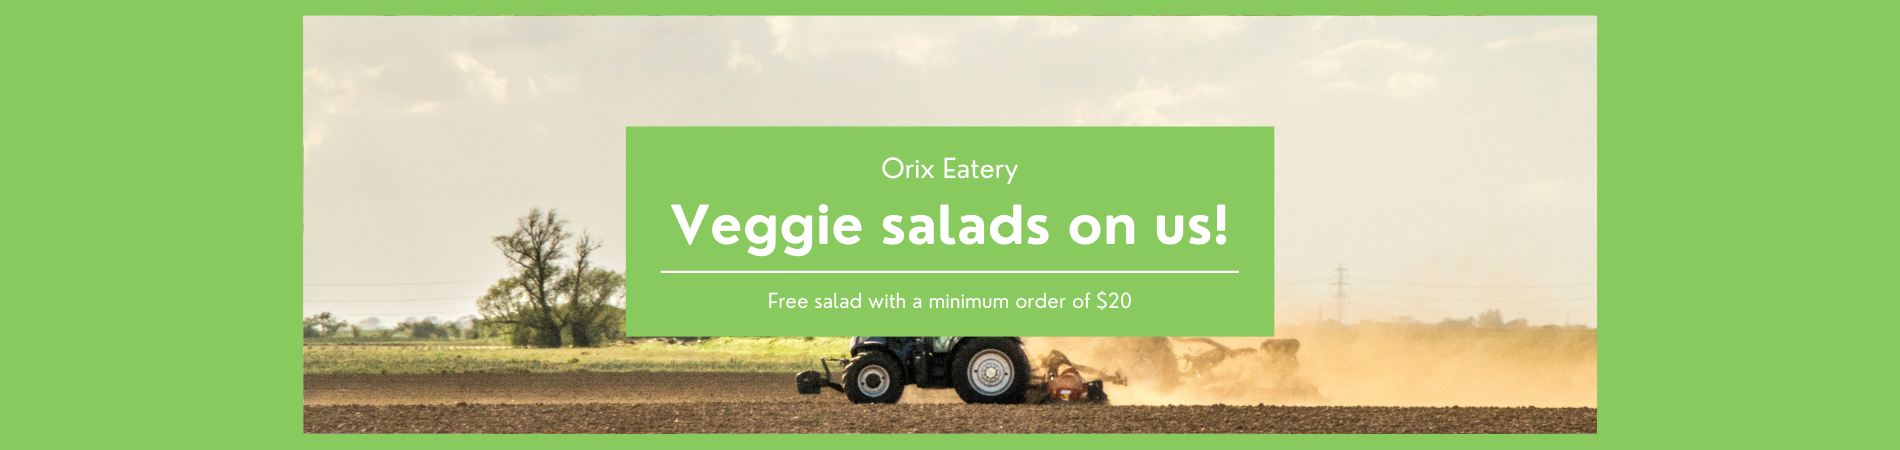 Orix Eatery
Veggie salads on us!
Free salad with a minimum order of $20